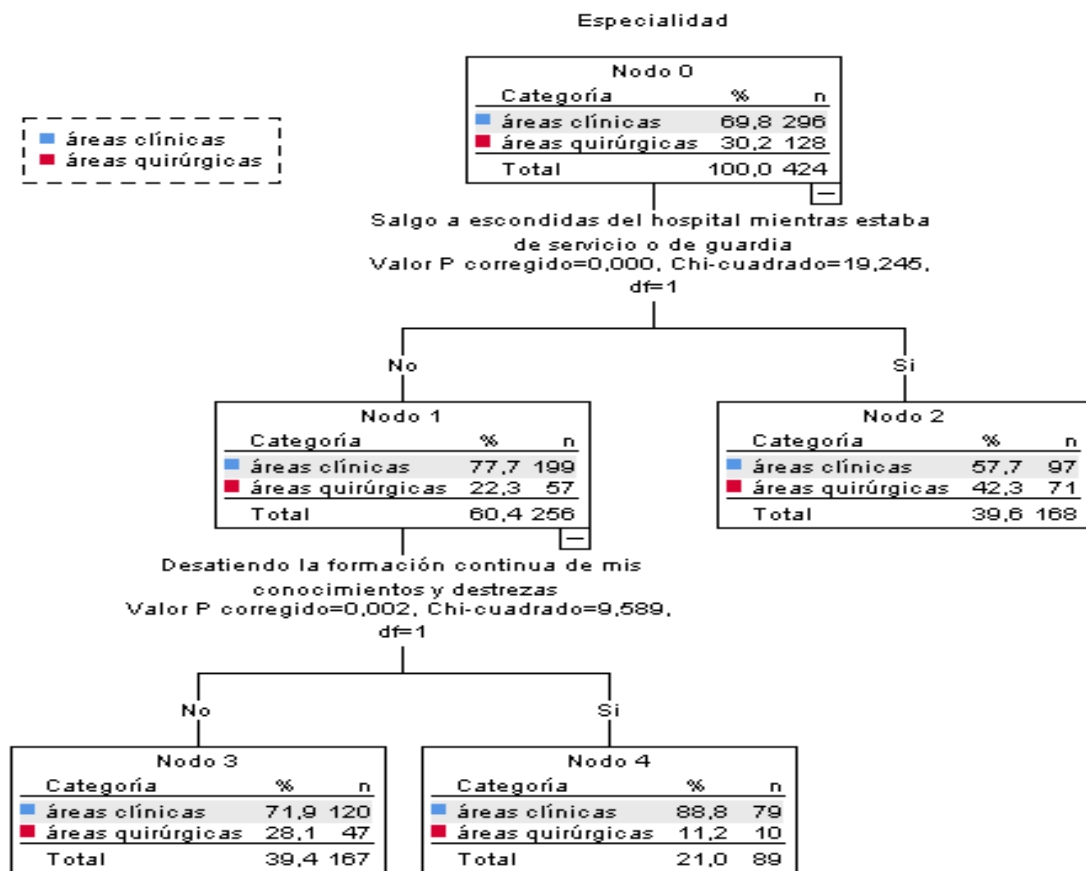 Especialidad
áreas clínicas
áreas quirúrgicas
Nodo 0
Categoría % n
áreas clínicas 69,8 296
áreas quirúrgicas 30,2 128
Total 100,0 424
Salgo a escondidas del hospital mientras estaba
de servicio o de guardia
Valor P corregido=0,000, Chi-cuadrado=19,245,
df=1
No
Si
Nodo 1
Categoría % n
áreas clínicas 77,7 199
áreas quirúrgicas 22,3 57
Total 60,4 256
Nodo 2
Categoría % n
áreas clínicas 57,7 97
áreas quirúrgicas 42,3 71
Total 39,6 168
Desatiendo la formación continua de mis
conocimientos y destrezas
Valor P corregido=0,002, Chi-cuadrado=9,589,
df=1
No
Si
Nodo 3
Categoría % n
áreas clínicas 71,9 120
áreas quirúrgicas 28,1 47
Total 39,4 167
Nodo 4
Categoría % n
áreas clínicas 88,8 79
áreas quirúrgicas 11,2 10
Total 21,0 89